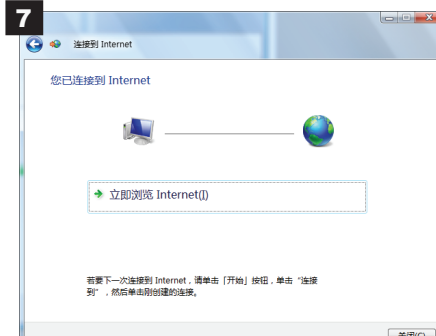 7
连接到 Internet
您已连接到 Internet
立即浏览 Internet(I)
若要下一次连接到 Internet，请单击「开始」按钮，单击“连接
到”，然后单击刚创建的连接。
关闭(C)